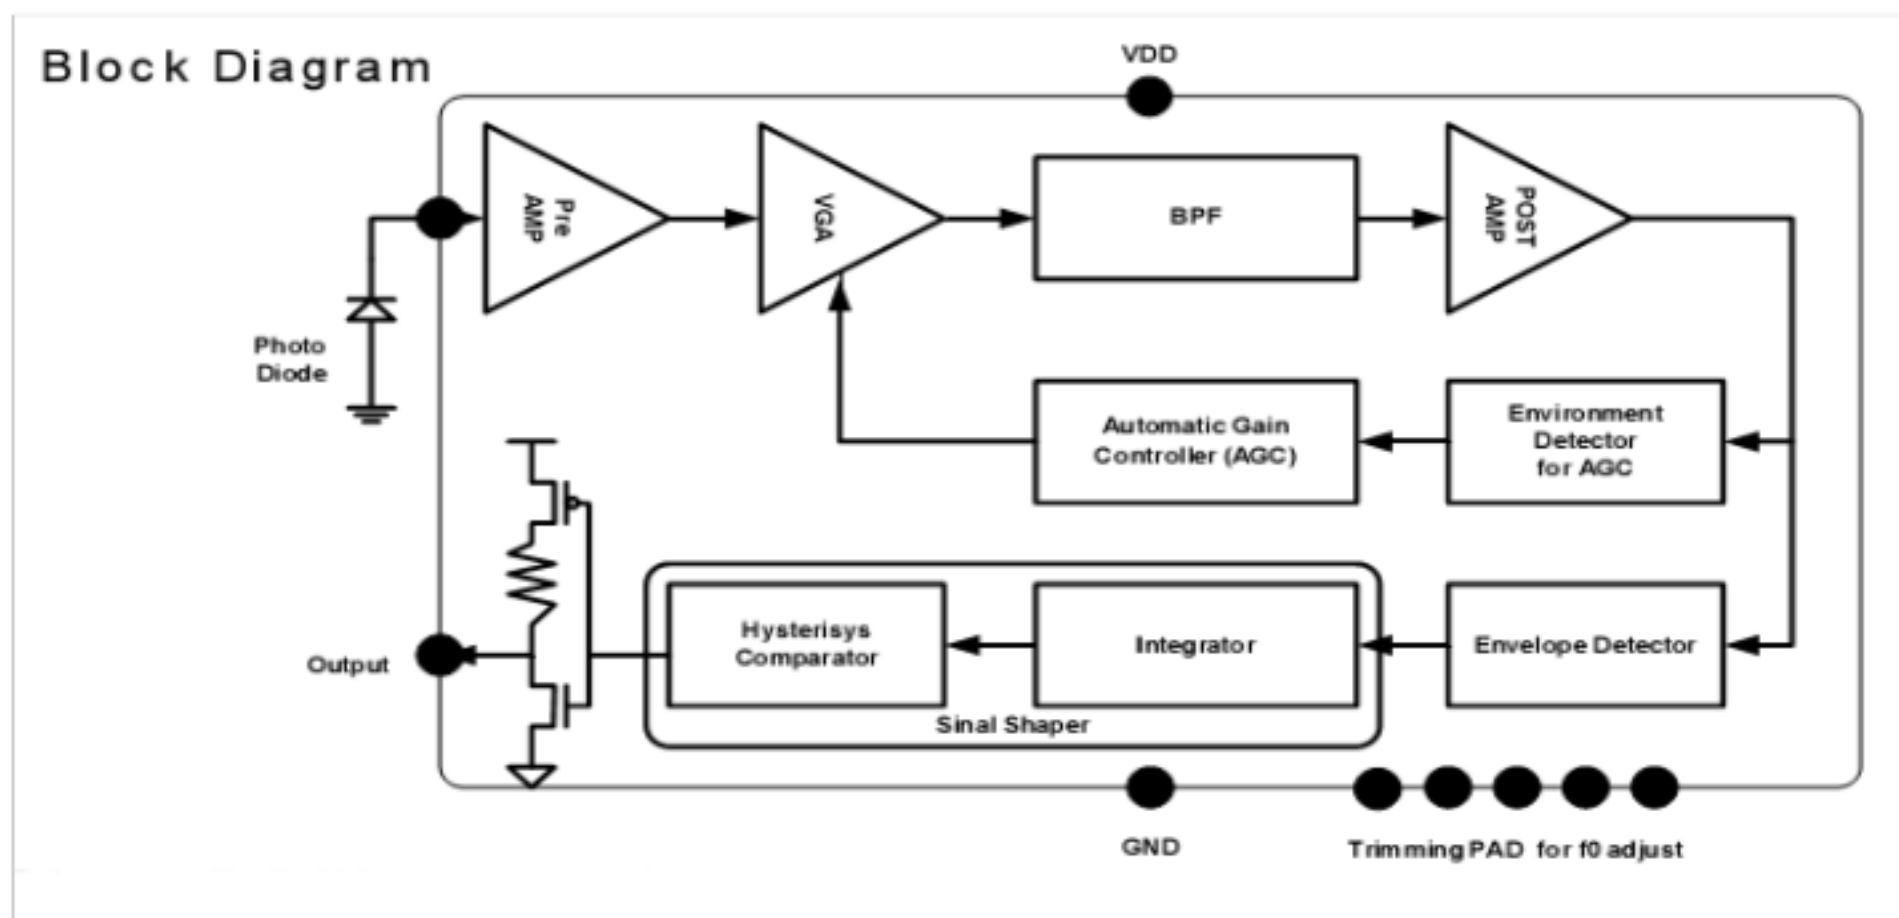 Block Diagram
VDD
Pre
AMP
VGA
BPF
POST
AMP
Photo
Diode
Automatic Gain
Controller (AGC)
Environment
Detector
for AGC
Hysterisys
Comparator
Integrator
Envelope Detector
Output
Sinal Shaper
GND
Trimming PAD for f0 adjust